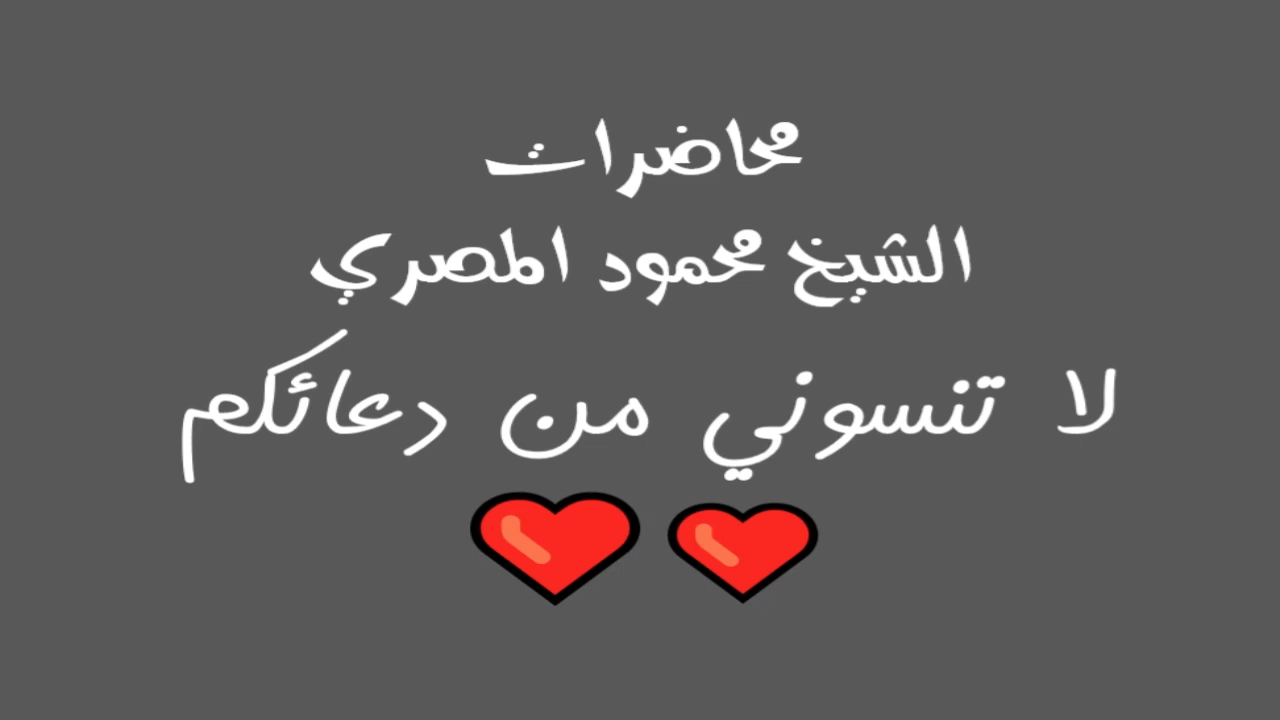 محاضرات
الشيخ محمود المصري
لا تنسوني من دعائكم